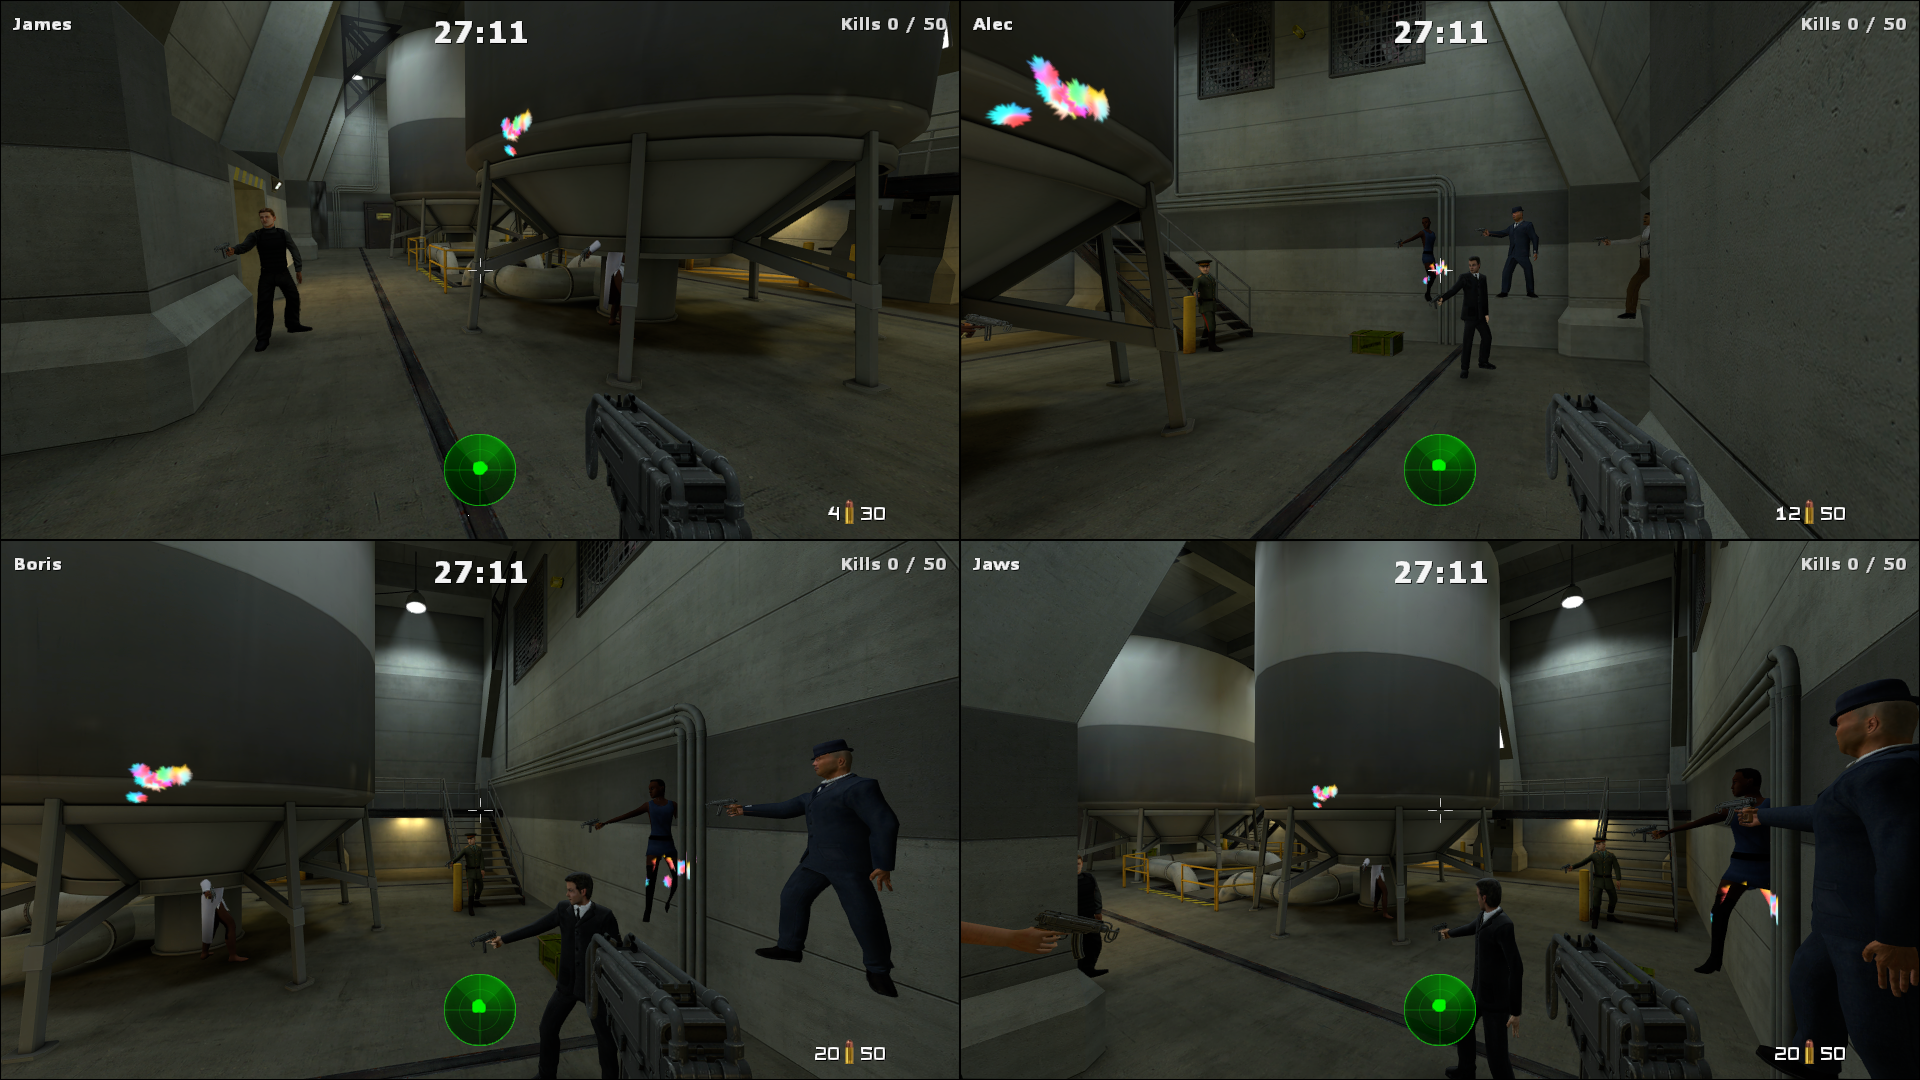 James 27:11 Kills 0 / 50
4 30
Alec 27:11 Kills 0 / 50
12 50
Boris 27:11 Kills 0 / 50
20 50
Jaws 27:11 Kills 0 / 50
20 50